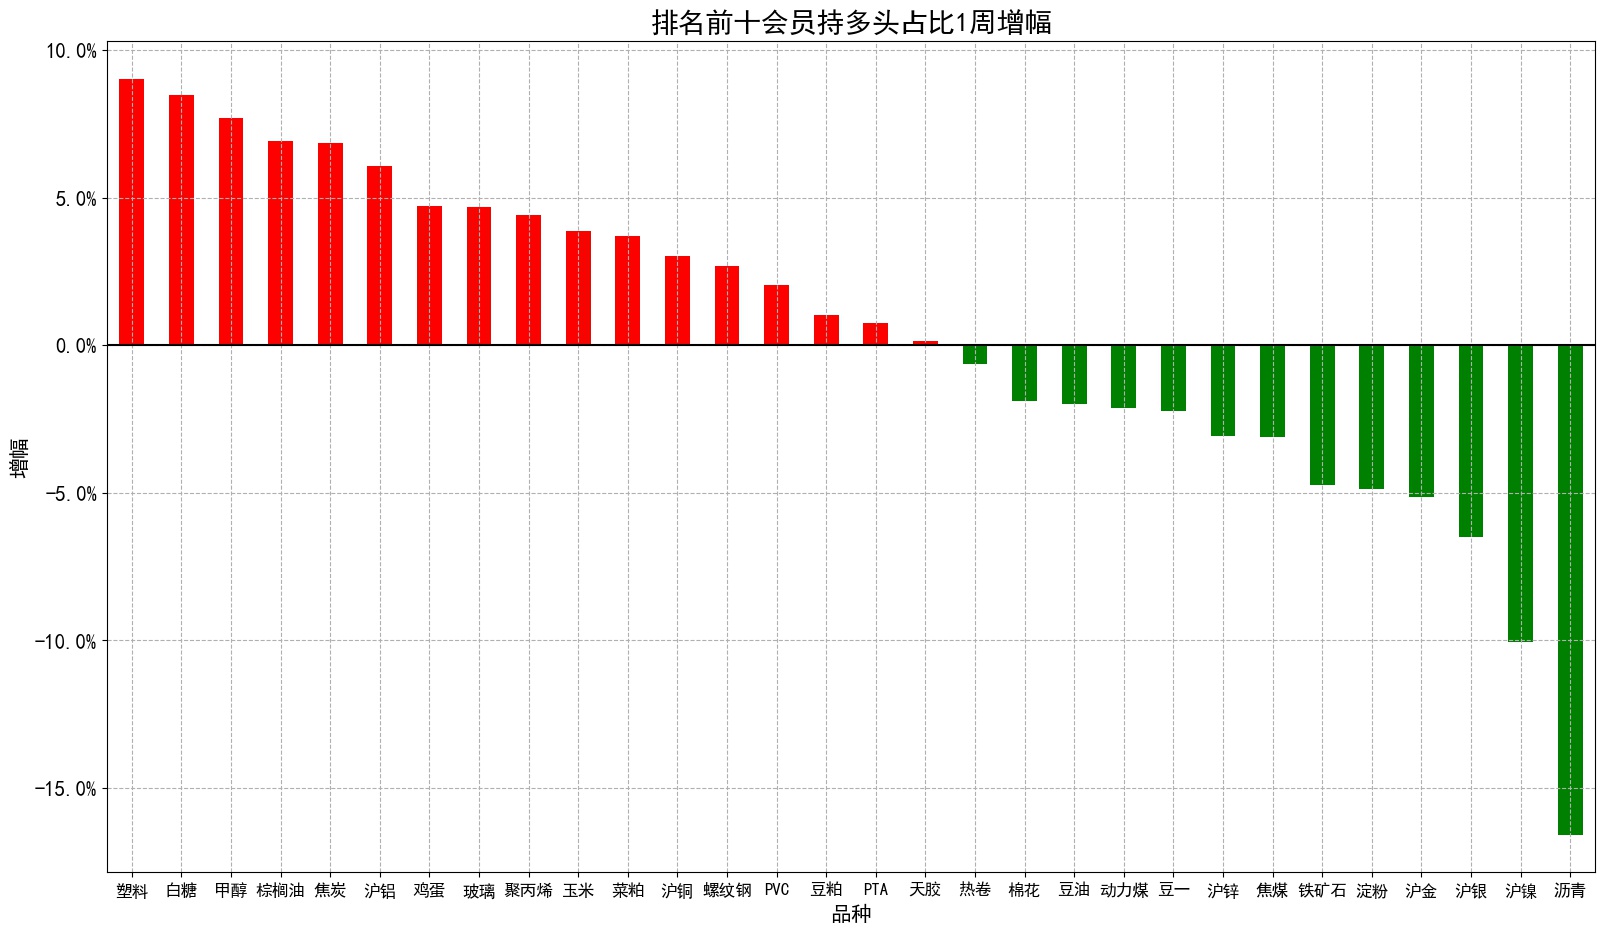 排名前十会员持多头占比1周增幅
10.0%
5.0%
0.0%
−5.0%
−10.0%
−15.0%
增幅
塑料 白糖 甲醇 棕榈油 焦炭 沪铝 鸡蛋 玻璃 聚丙烯 玉米 菜粕 沪铜 螺纹钢 PVC 豆粕 PTA 天胶 热卷 棉花 豆油 动力煤 豆一 沪锌 焦煤 铁矿石 淀粉 沪金 沪银 沪镍 沥青
品种